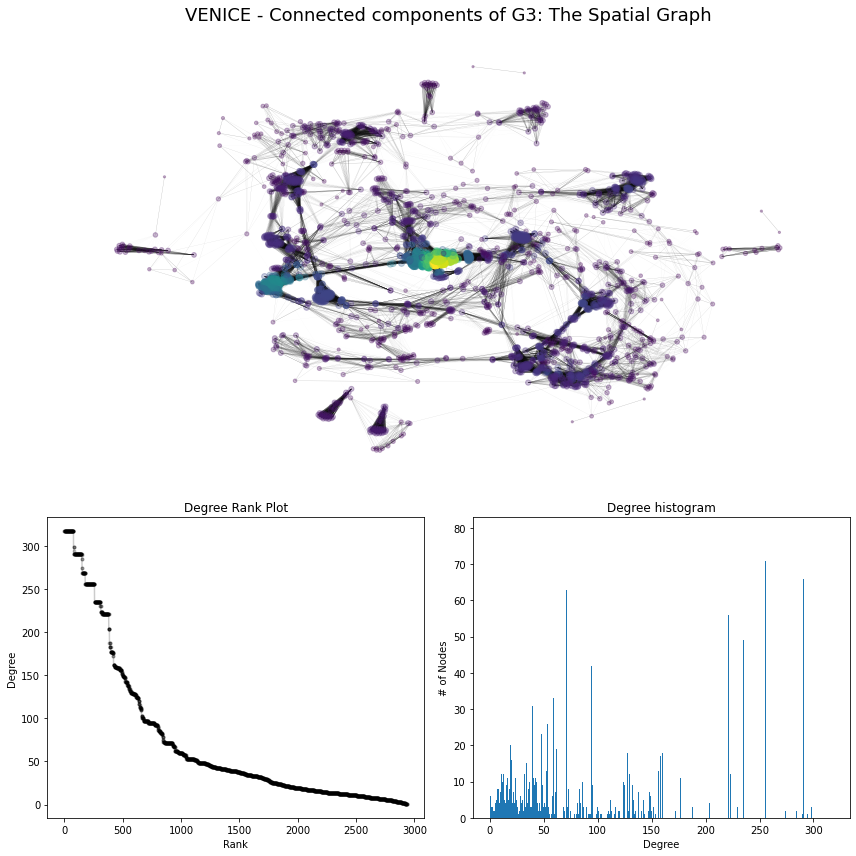 VENICE - Connected components of G3: The Spatial Graph
Degree Rank Plot
Degree
300
250
200
150
100
50
0
0 500 1000 1500 2000 2500 3000
Rank
Degree histogram
# of Nodes
80
70
60
50
40
30
20
10
0
0 50 100 150 200 250 300
Degree